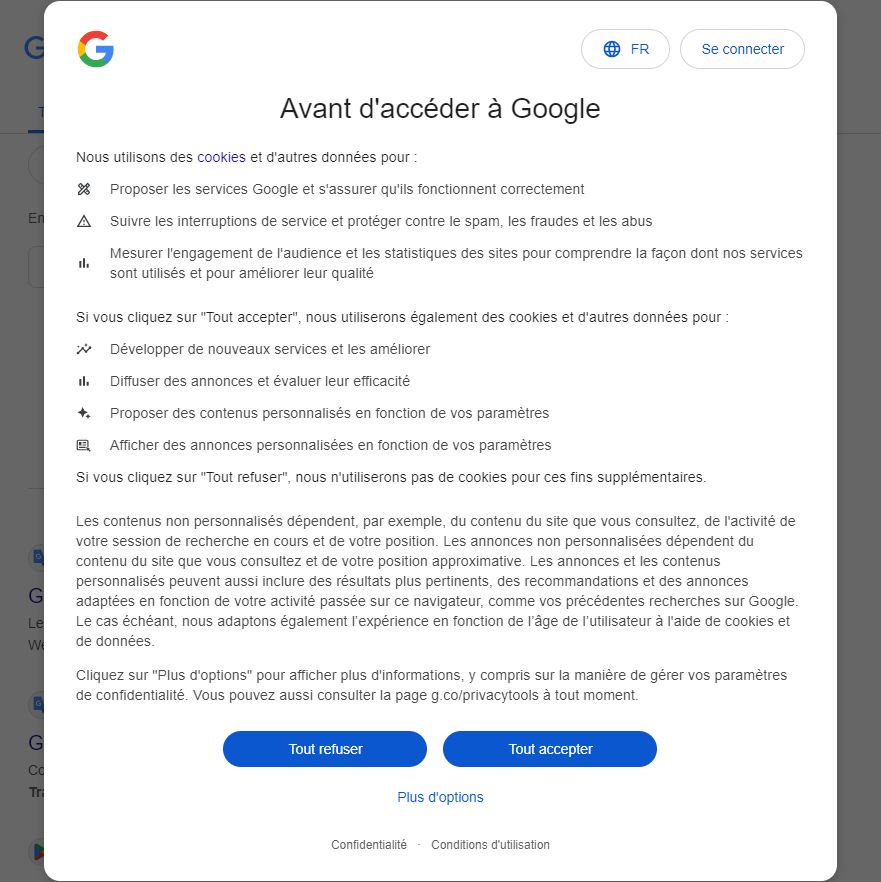 FR
Se connecter
Avant d'accéder à Google
Nous utilisons des cookies et d'autres données pour :
Proposer les services Google et s'assurer qu'ils fonctionnent correctement
Suivre les interruptions de service et protéger contre le spam, les fraudes et les abus
Mesurer l'engagement de l'audience et les statistiques des sites pour comprendre la façon dont nos services
sont utilisés et pour améliorer leur qualité
Si vous cliquez sur "Tout accepter", nous utiliserons également des cookies et d'autres données pour :
Développer de nouveaux services et les améliorer
Diffuser des annonces et évaluer leur efficacité
Proposer des contenus personnalisés en fonction de vos paramètres
Afficher des annonces personnalisées en fonction de vos paramètres
Si vous cliquez sur "Tout refuser", nous n'utiliserons pas de cookies pour ces fins supplémentaires.
Les contenus non personnalisés dépendent, par exemple, du contenu du site que vous consultez, de l'activité de
votre session de recherche en cours et de votre position. Les annonces non personnalisées dépendent du
contenu du site que vous consultez et de votre position approximative. Les annonces et les contenus
personnalisés peuvent aussi inclure des résultats plus pertinents, des recommandations et des annonces
adaptées en fonction de votre activité passée sur ce navigateur, comme vos précédentes recherches sur Google.
Le cas échéant, nous adaptons également l’expérience en fonction de l’âge de l’utilisateur à l'aide de cookies et
de données.
Cliquez sur "Plus d'options" pour afficher plus d'informations, y compris sur la manière de gérer vos paramètres
de confidentialité. Vous pouvez aussi consulter la page g.co/privacytools à tout moment.
Tout refuser
Tout accepter
Plus d'options
Confidentialité · Conditions d'utilisation